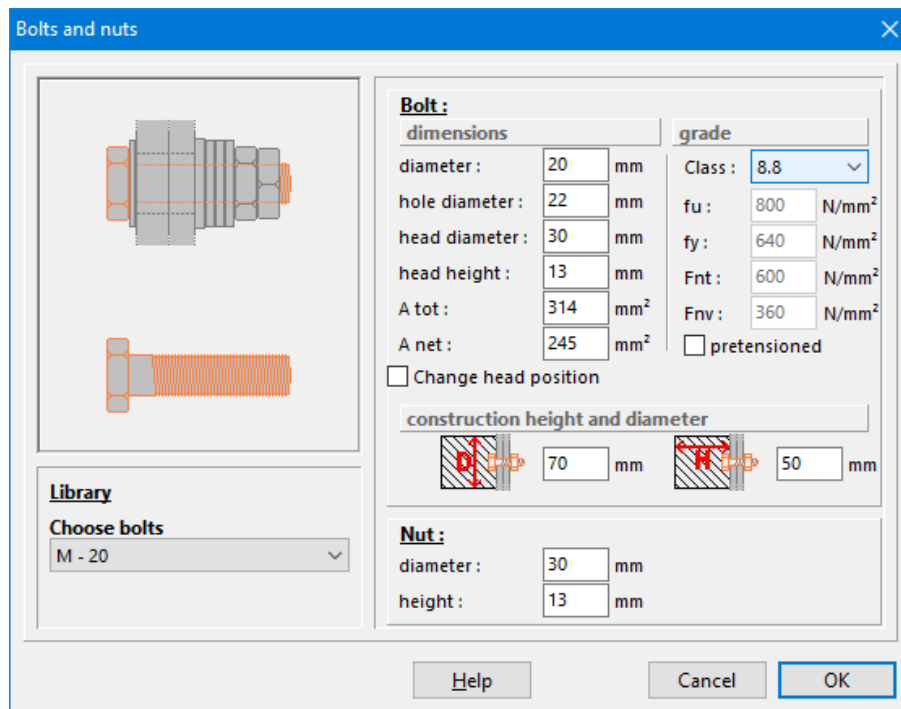 Bolts and nuts
Bolt :
dimensions
grade
diameter : 20 mm
Class : 8.8
hole diameter : 22 mm
fu : 800 N/mm²
head diameter : 30 mm
fy : 640 N/mm²
head height : 13 mm
Fnt : 600 N/mm²
A tot : 314 mm²
Fnv : 360 N/mm²
A net : 245 mm²
pretensioned
Change head position
construction height and diameter
D 70 mm
H 50 mm
Library
Choose bolts
M - 20
Nut :
diameter : 30 mm
height : 13 mm
Help
Cancel
OK